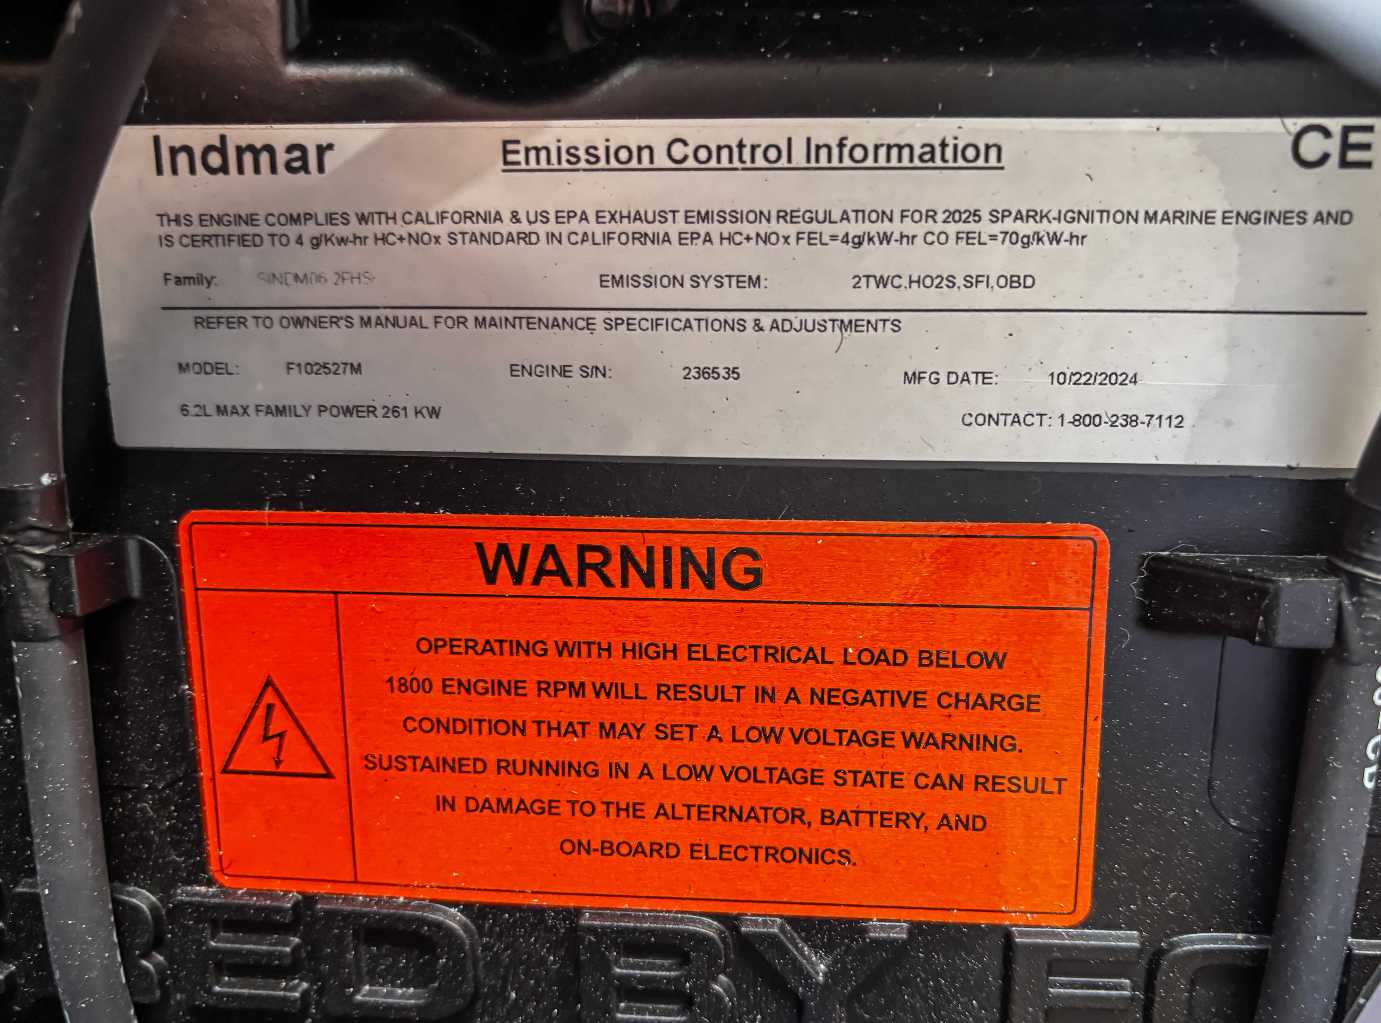 Indmar
Emission Control Information
CE
THIS ENGINE COMPLIES WITH CALIFORNIA & US EPA EXHAUST EMISSION REGULATION FOR 2025 SPARK-IGNITION MARINE ENGINES AND
IS CERTIFIED TO 4 g/Kw-hr HC+NOx STANDARD IN CALIFORNIA EPA HC+NOx FEL=4g/kW-hr CO FEL=70g/kW-hr
Family:
EMISSION SYSTEM: 2TWC,HO2S,SFI,OBD
REFER TO OWNER'S MANUAL FOR MAINTENANCE SPECIFICATIONS & ADJUSTMENTS
MODEL: F102527M ENGINE S/N: 236535 MFG DATE: 10/22/2024
6.2L MAX FAMILY POWER 261 KW CONTACT: 1-800-238-7112
WARNING
OPERATING WITH HIGH ELECTRICAL LOAD BELOW
1800 ENGINE RPM WILL RESULT IN A NEGATIVE CHARGE
CONDITION THAT MAY SET A LOW VOLTAGE WARNING.
SUSTAINED RUNNING IN A LOW VOLTAGE STATE CAN RESULT
IN DAMAGE TO THE ALTERNATOR, BATTERY, AND
ON-BOARD ELECTRONICS.
BY